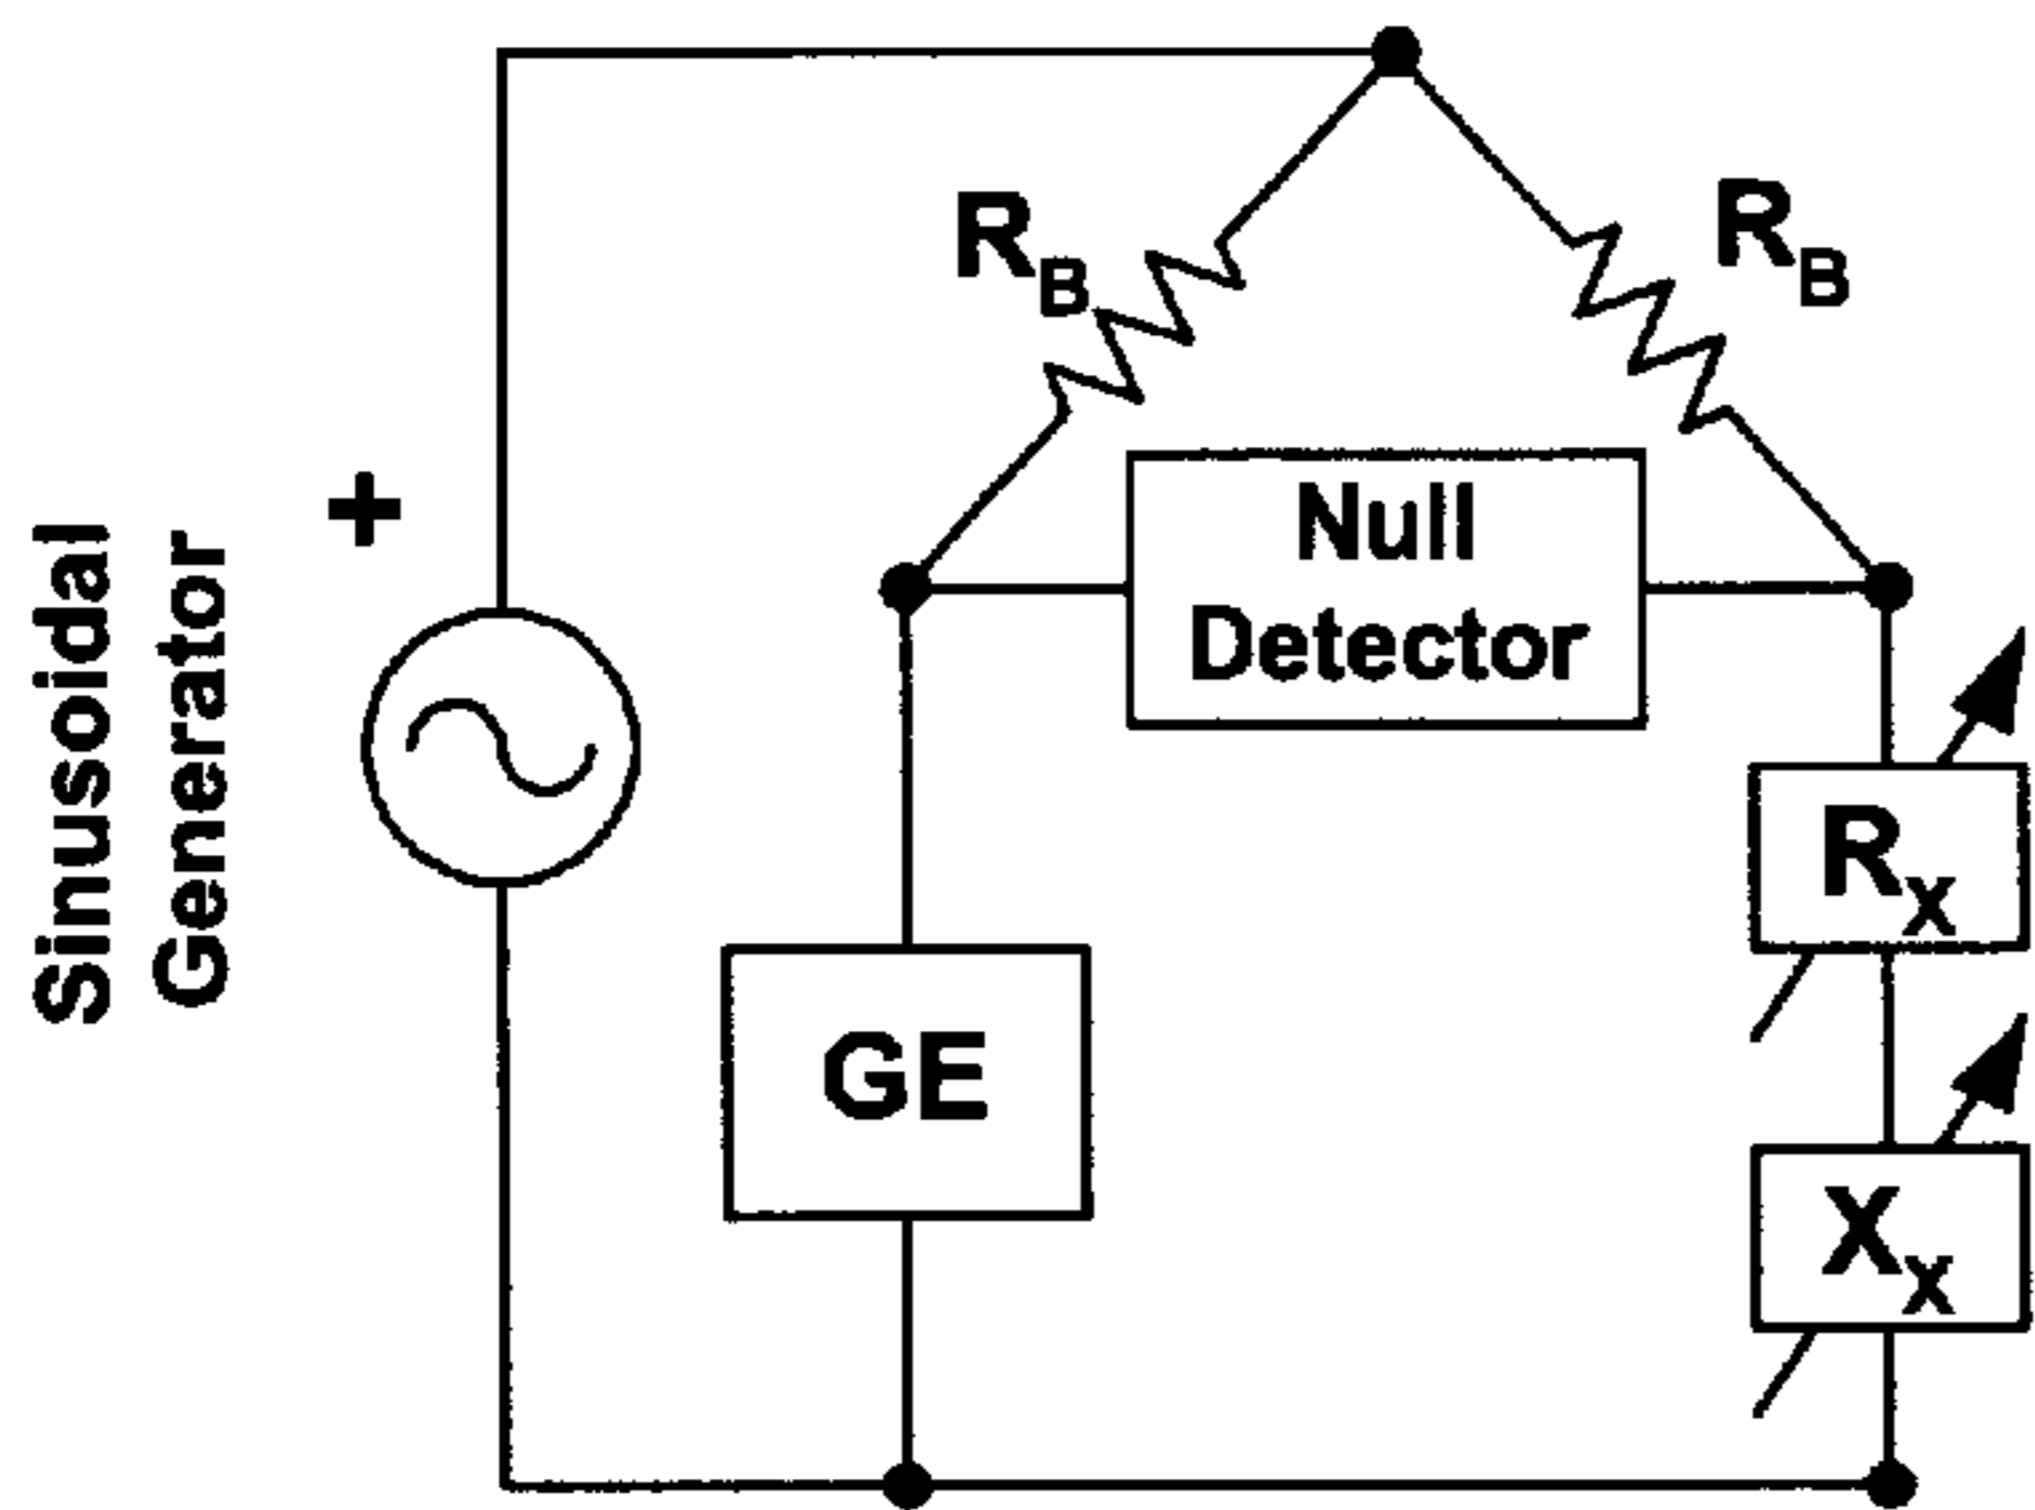 Sinusoidal
Generator
+
R_B
R_B
Null
Detector
R_X
GE
X_X